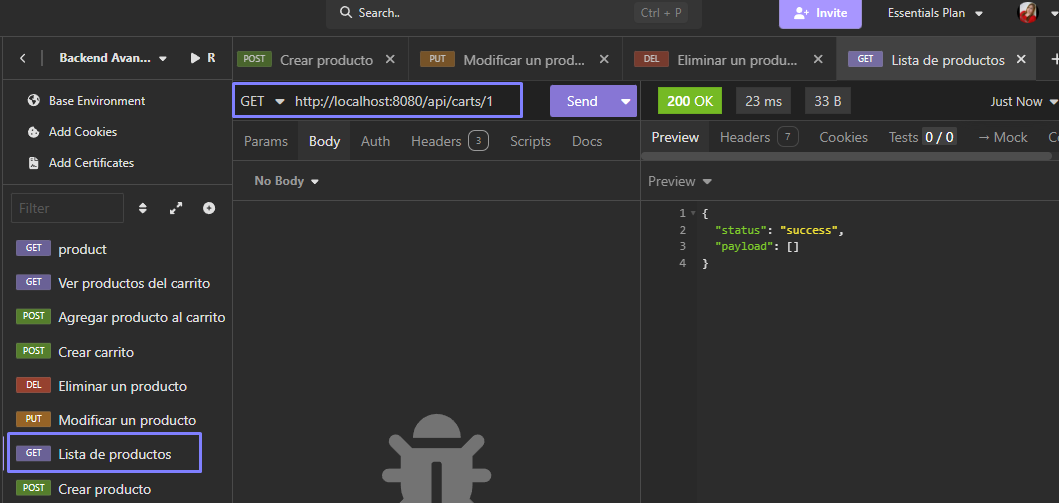 Search..
Ctrl + P
Invite
Essentials Plan
Backend Avan...
R
POST Crear producto
PUT Modificar un prod...
DEL Eliminar un produ...
GET Lista de productos
Base Environment
Add Cookies
Add Certificates
Filter
GET product
GET Ver productos del carrito
POST Agregar producto al carrito
POST Crear carrito
DEL Eliminar un producto
PUT Modificar un producto
GET Lista de productos
POST Crear producto
GET http://localhost:8080/api/carts/1
Send
Params Body Auth Headers 3 Scripts Docs
No Body
200 OK 23 ms 33 B Just Now
Preview Headers 7 Cookies Tests 0 / 0 → Mock
Preview
1 {
2 "status": "success",
3 "payload": []
4 }